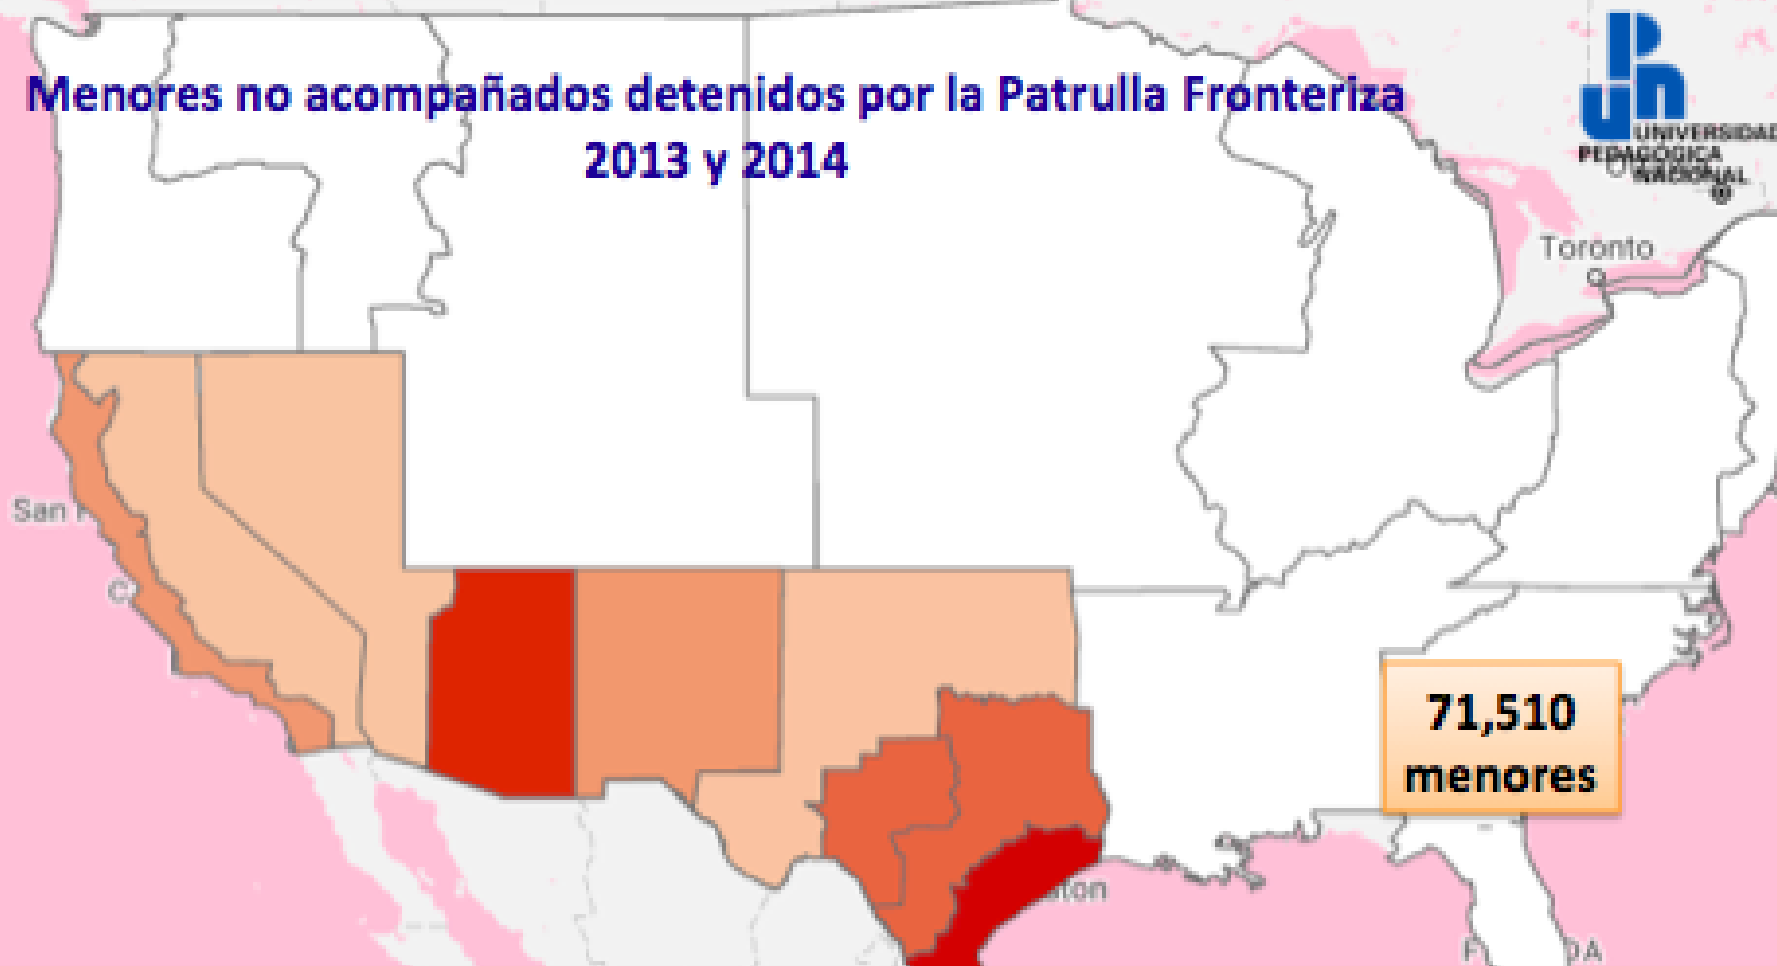 Menores no acompañados detenidos por la Patrulla Fronteriza
2013 y 2014
UNIVERSIDAD
PEDAGÓGICA
NACIONAL
Toronto
San
71,510
menores